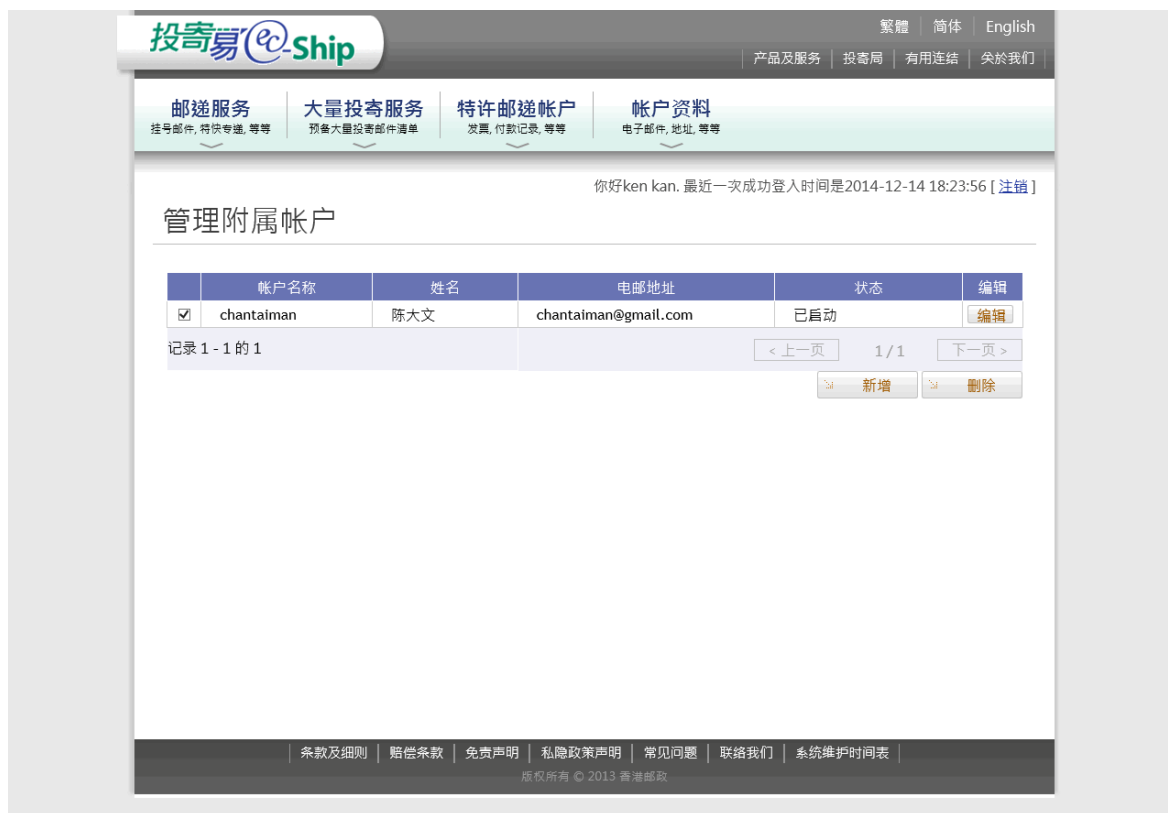 投寄易 ec-Ship
繁體 简体 English
产品及服务 投寄局 有用连结 关於我们
邮递服务 大量投寄服务 特许邮递帐户 帐户资料
挂号邮件, 特快专递, 等等 预备大量投寄邮件清单 发票, 付款记录, 等等 电子邮件, 地址, 等等
你好ken kan. 最近一次成功登入时间是2014-12-14 18:23:56 [ 注销 ]
管理附属帐户
帐户名称 姓名 电邮地址 状态 编辑
chantaiman 陈大文 chantaiman@gmail.com 已启动 编辑
记录 1 - 1 的 1 < 上一页 1 / 1 下一页 >
新增 删除
条款及细则 赔偿条款 免责声明 私隐政策声明 常见问题 联络我们 系统维护时间表
版权所有 © 2013 香港邮政